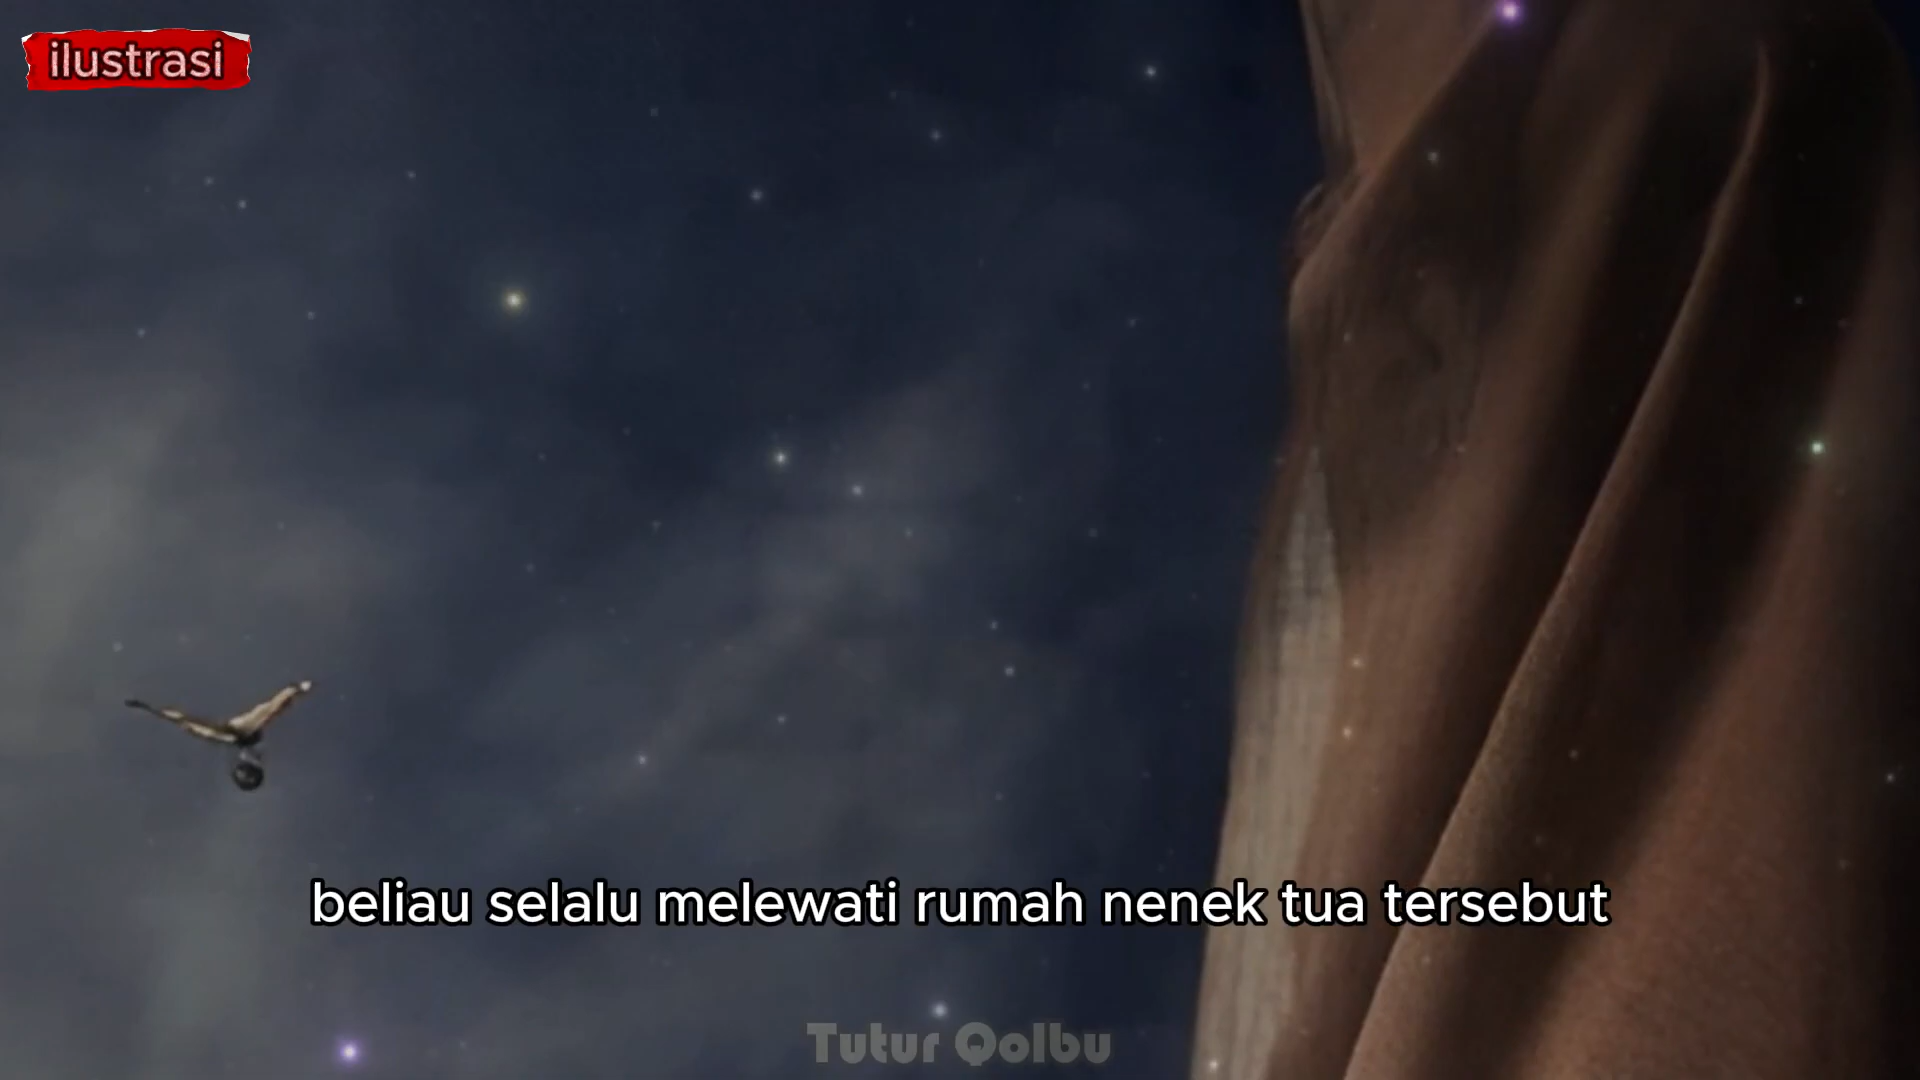 ilustrasi
beliau selalu melewati rumah nenek tua tersebut
Tutur Qolbu